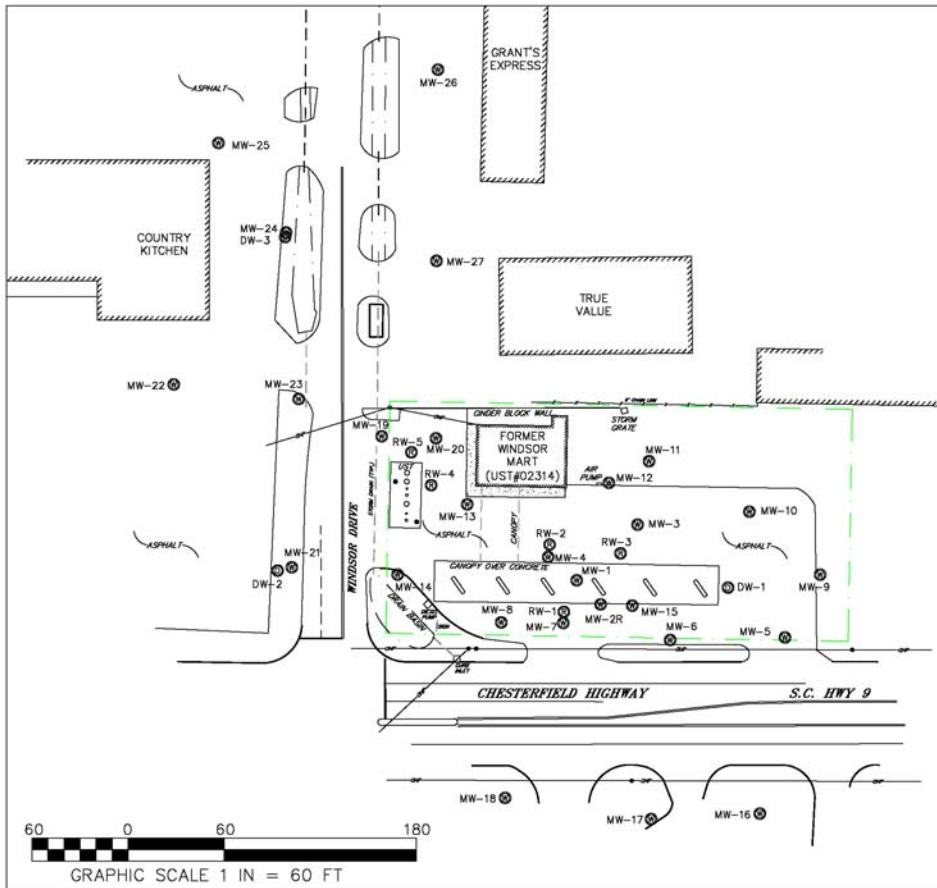 GRANT'S
EXPRESS
MW-26
ASPHALT
MW-25
COUNTRY
KITCHEN
MW-24
DW-3
MW-27
TRUE
VALUE
MW-22
MW-23
CINDER BLOCK WALL
STORM
GRATE
MW-19
RW-5
MW-20
FORMER
WINDSOR
MART
(UST#02314)
MW-11
UST
RW-4
AIR
PUMP
MW-12
MW-13
MW-10
MW-3
CANOPY
ASPHALT
RW-2
RW-3
MW-4
ASPHALT
ASPHALT
WINDSOR DRIVE
MW-21
DW-2
CANOPY OVER CONCRETE
MW-14
MW-1
DW-1
MW-9
DRAIN BASIN
MW-8
RW-1
MW-7
MW-2R
MW-15
MW-6
MW-5
CURB
INLET
CHESTERFIELD HIGHWAY
S.C. HWY 9
MW-18
MW-17
MW-16
60 0 60 180
GRAPHIC SCALE 1 IN = 60 FT